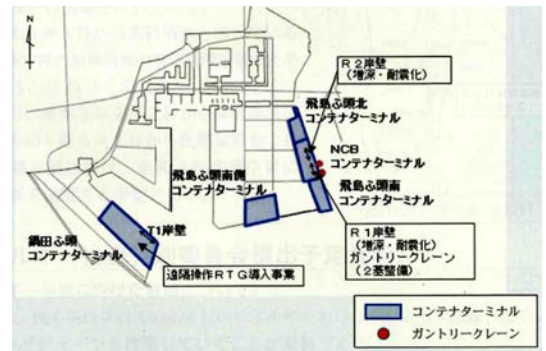 N
R2岸壁
(増深・耐震化)
飛島ふ頭北
コンテナターミナル
NCB
コンテナターミナル
飛島ふ頭南側
コンテナターミナル
飛島ふ頭南
コンテナターミナル
T1岸壁
鍋田ふ頭
コンテナターミナル
R1岸壁
(増深・耐震化)
ガントリークレーン
(2基整備)
遠隔操作RTG導入事業
コンテナターミナル
ガントリークレーン